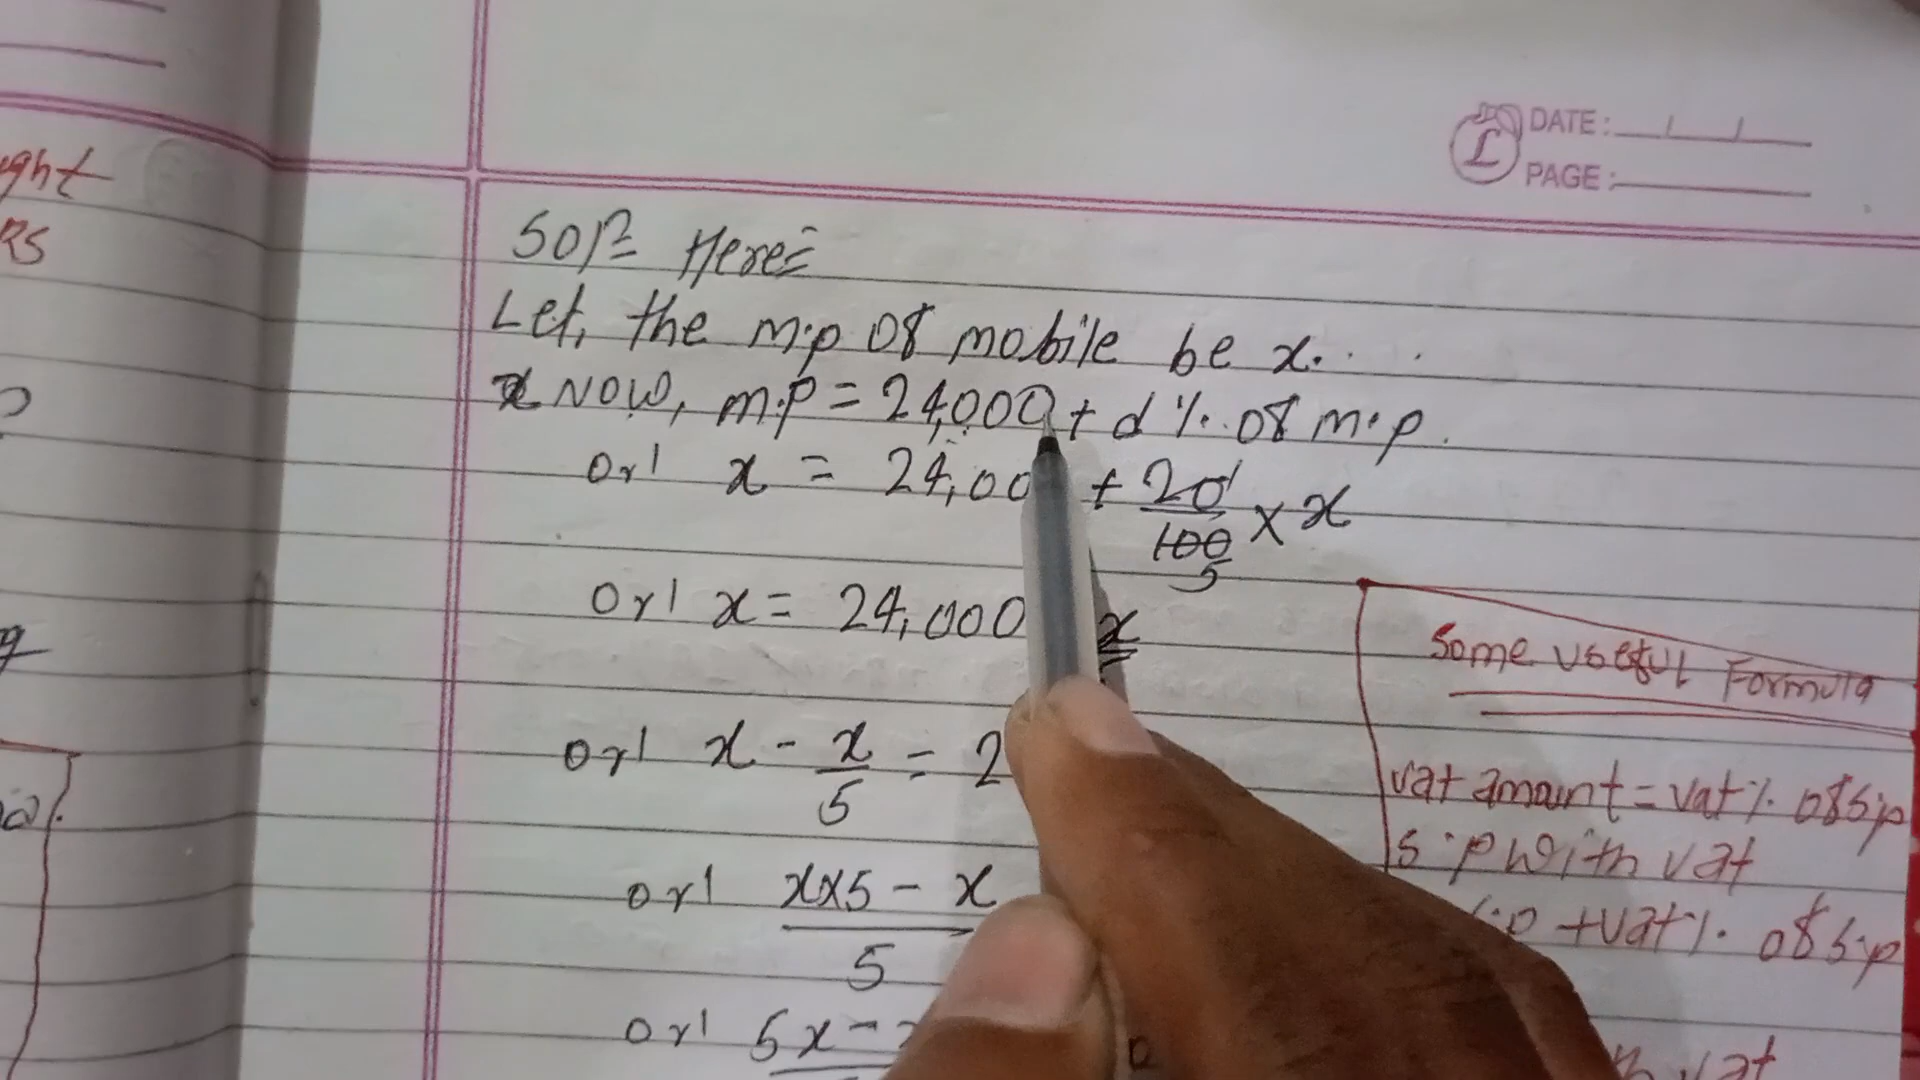 ght
RS
DATE:
PAGE:
Solⁿ Here
Let, the m.p of mobile be x.
Now, m.p = 24,000 + d%. of m.p.
or, x = 24,00 + 20/100 × x
5
or, x = 24,000 x
or, x - x/5 = 2
or, x×5 - x
5
or, 5x -
Some useful Formula
vat amount = vat%. of s.p
s.p with vat
+vat%. of s.p